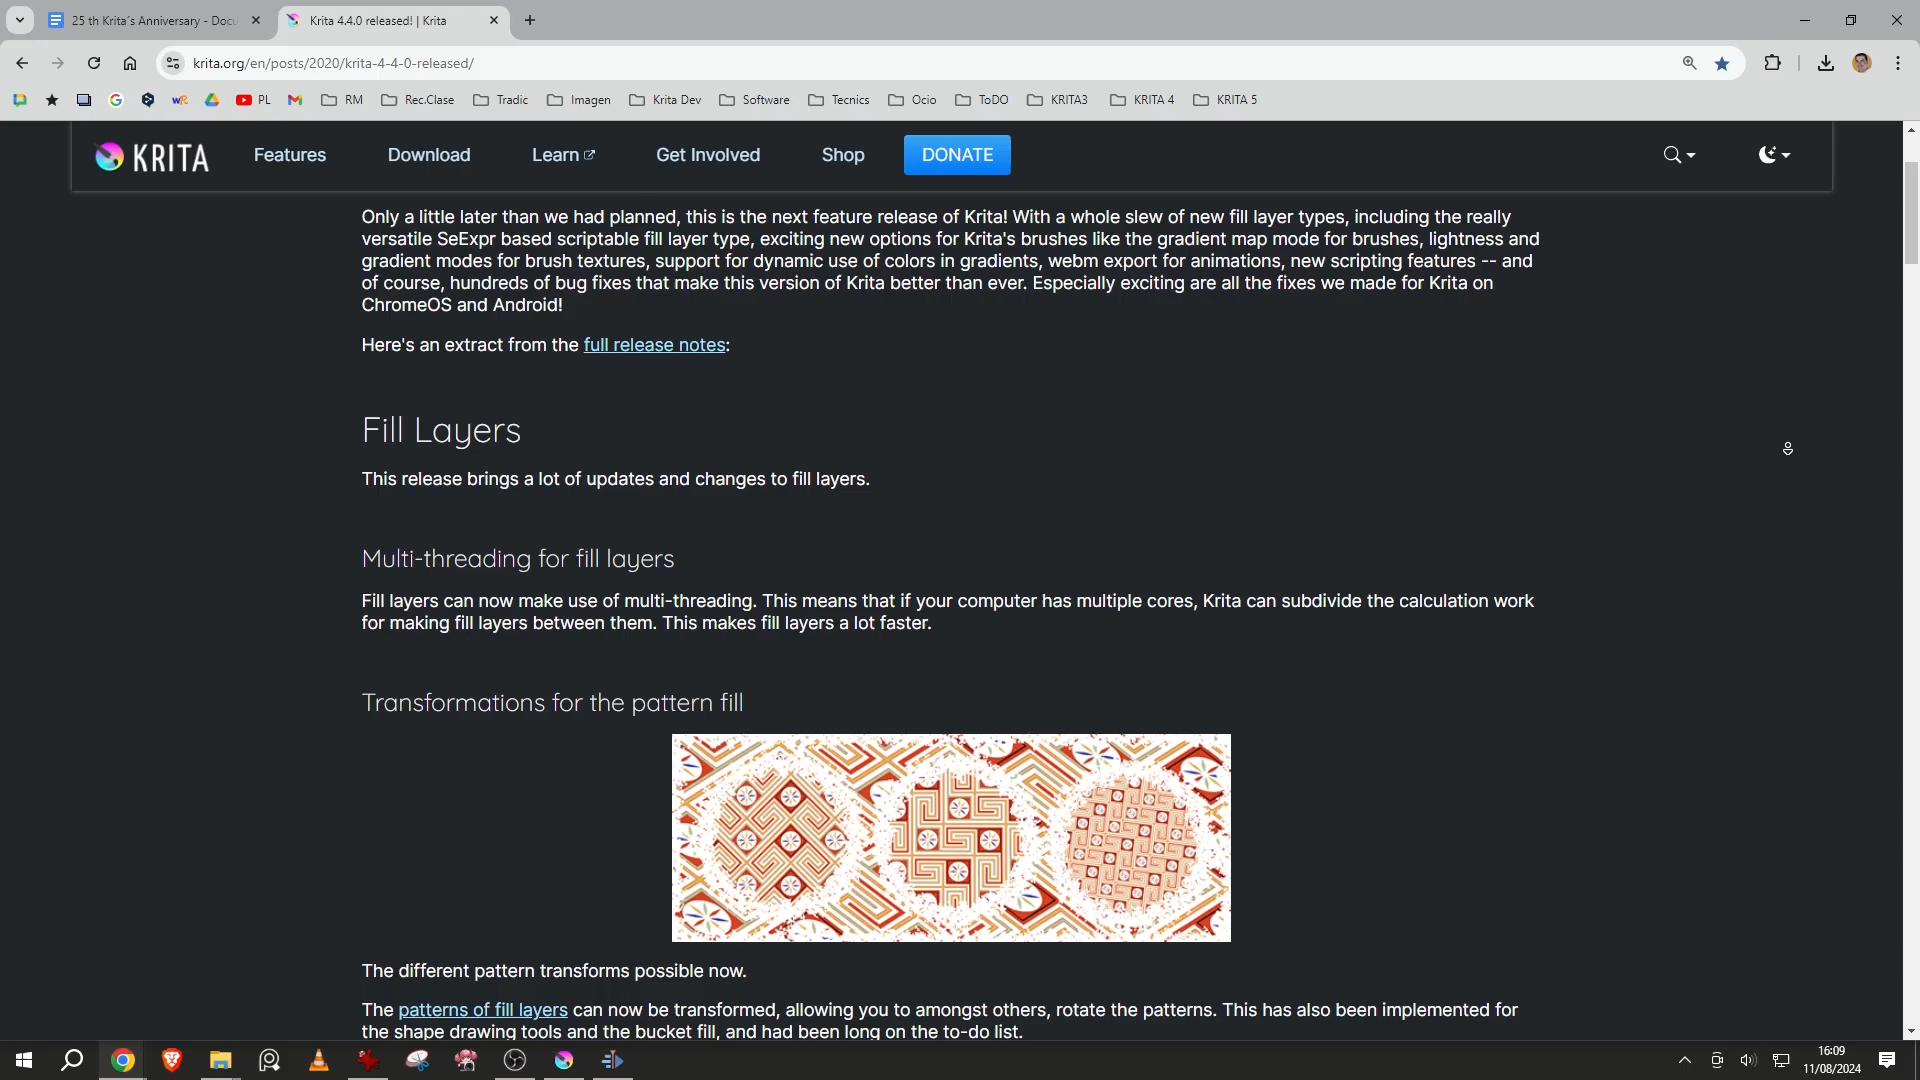 25 th Krita´s Anniversary - Docu
Krita 4.4.0 released! | Krita
krita.org/en/posts/2020/krita-4-4-0-released/
PL
RM
Rec.Clase
Tradic
Imagen
Krita Dev
Software
Tecnics
Ocio
ToDO
KRITA3
KRITA 4
KRITA 5
KRITA
Features
Download
Learn
Get Involved
Shop
DONATE
Only a little later than we had planned, this is the next feature release of Krita! With a whole slew of new fill layer types, including the really
versatile SeExpr based scriptable fill layer type, exciting new options for Krita's brushes like the gradient map mode for brushes, lightness and
gradient modes for brush textures, support for dynamic use of colors in gradients, webm export for animations, new scripting features -- and
of course, hundreds of bug fixes that make this version of Krita better than ever. Especially exciting are all the fixes we made for Krita on
ChromeOS and Android!
Here's an extract from the full release notes:
Fill Layers
This release brings a lot of updates and changes to fill layers.
Multi-threading for fill layers
Fill layers can now make use of multi-threading. This means that if your computer has multiple cores, Krita can subdivide the calculation work
for making fill layers between them. This makes fill layers a lot faster.
Transformations for the pattern fill
The different pattern transforms possible now.
The patterns of fill layers can now be transformed, allowing you to amongst others, rotate the patterns. This has also been implemented for
the shape drawing tools and the bucket fill, and had been long on the to-do list.
16:09
11/08/2024